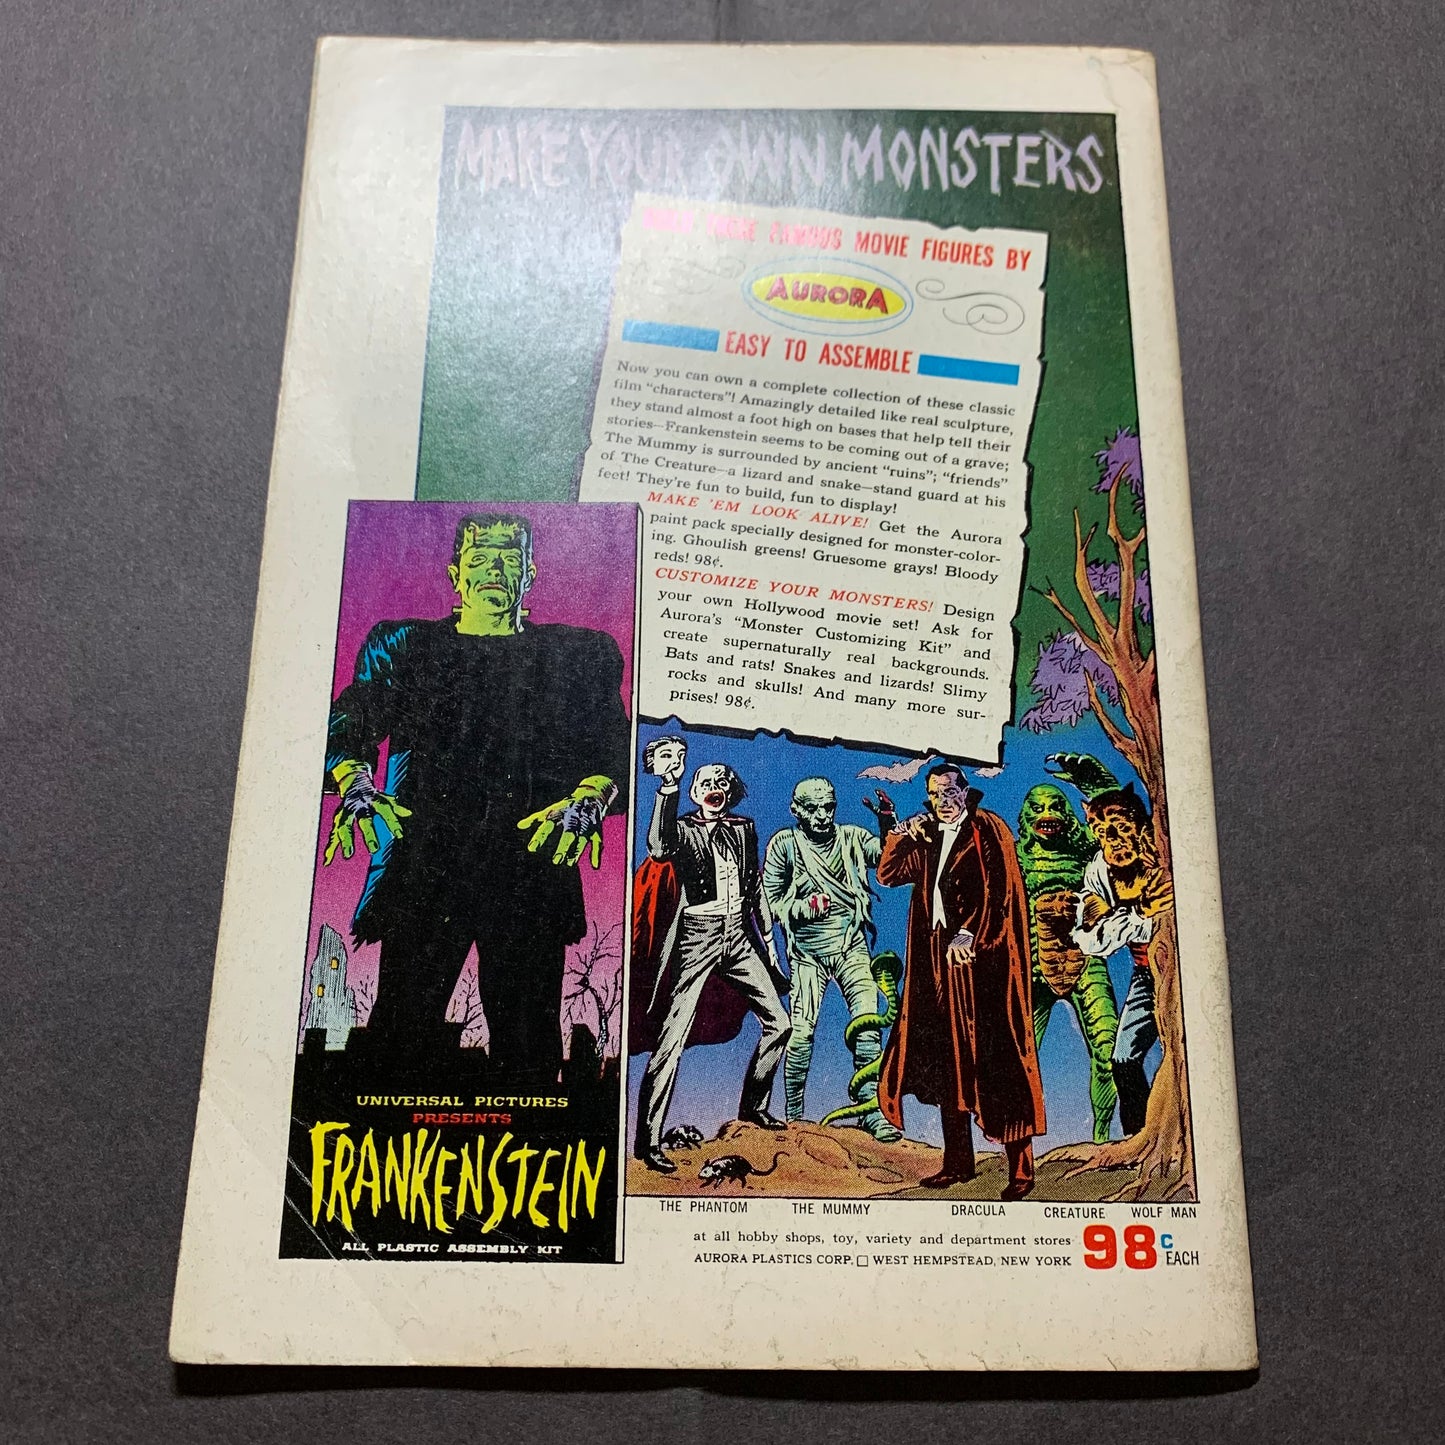 MAKE YOUR OWN MONSTERS
BUILD THESE FAMOUS MOVIE FIGURES BY
AURORA
EASY TO ASSEMBLE
Now you can own a complete collection of these classic
film "characters"! Amazingly detailed like real sculpture,
they stand almost a foot high on bases that help tell their
stories—Frankenstein seems to be coming out of a grave;
The Mummy is surrounded by ancient "ruins"; "friends"
of The Creature—a lizard and snake—stand guard at his
feet! They're fun to build, fun to display!
MAKE 'EM LOOK ALIVE! Get the Aurora
paint pack specially designed for monster-color-
ing. Ghoulish greens! Gruesome grays! Bloody
reds! 98¢.
CUSTOMIZE YOUR MONSTERS! Design
your own Hollywood movie set! Ask for
Aurora's "Monster Customizing Kit" and
create supernaturally real backgrounds.
Bats and rats! Snakes and lizards! Slimy
rocks and skulls! And many more sur-
prises! 98¢.
UNIVERSAL PICTURES
PRESENTS
FRANKENSTEIN
ALL PLASTIC ASSEMBLY KIT
THE PHANTOM THE MUMMY DRACULA CREATURE WOLF MAN
at all hobby shops, toy, variety and department stores
AURORA PLASTICS CORP. □ WEST HEMPSTEAD, NEW YORK
98c EACH